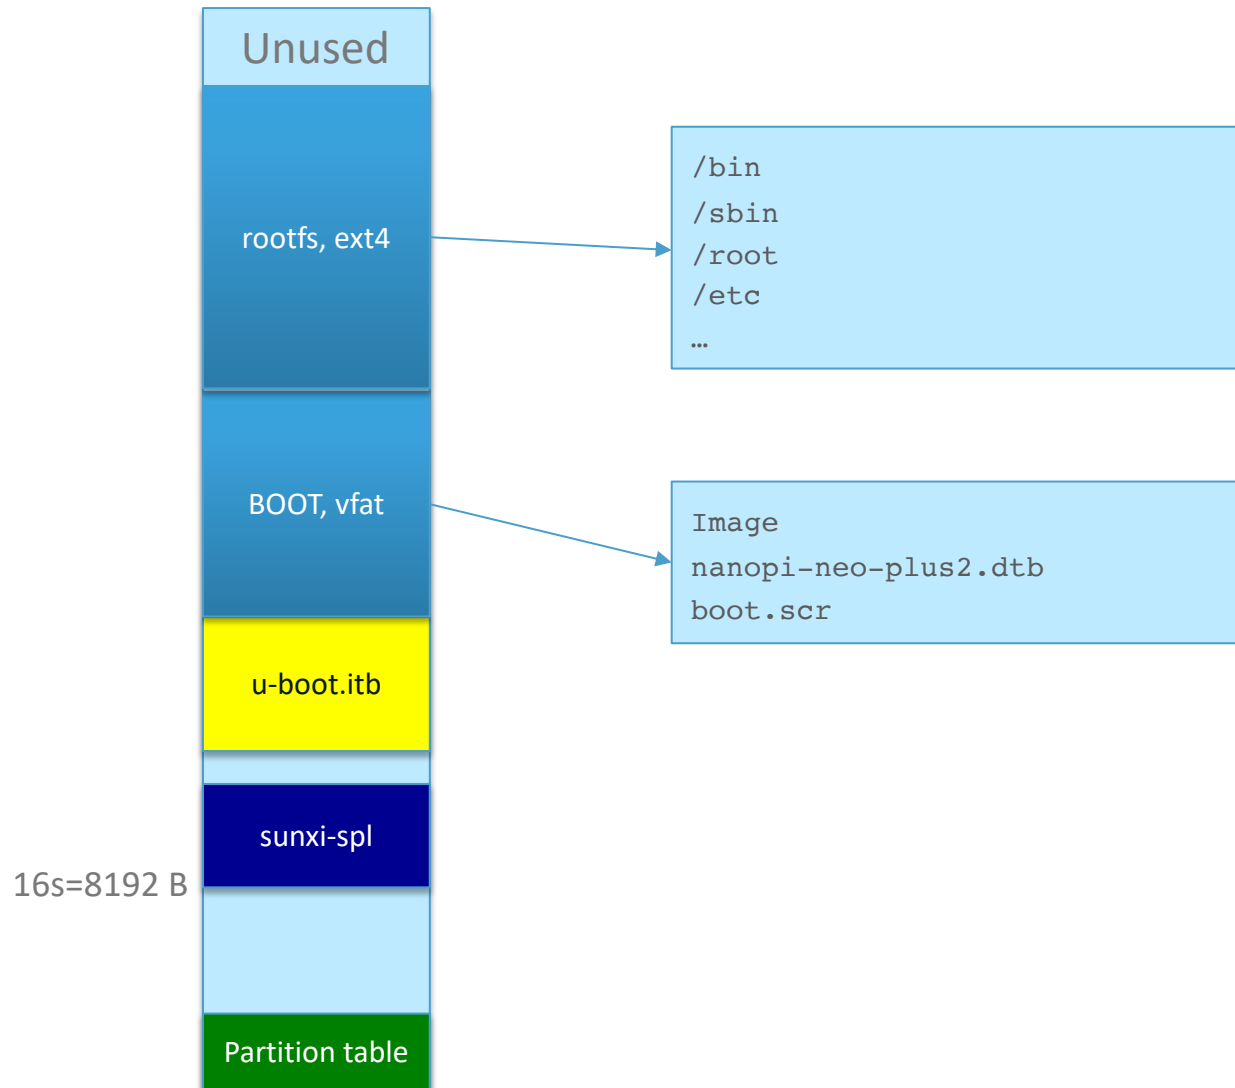 Unused
rootfs, ext4
/bin
/sbin
/root
/etc
…
BOOT, vfat
Image
nanopi-neo-plus2.dtb
boot.scr
u-boot.itb
sunxi-spl
16s=8192 B
Partition table